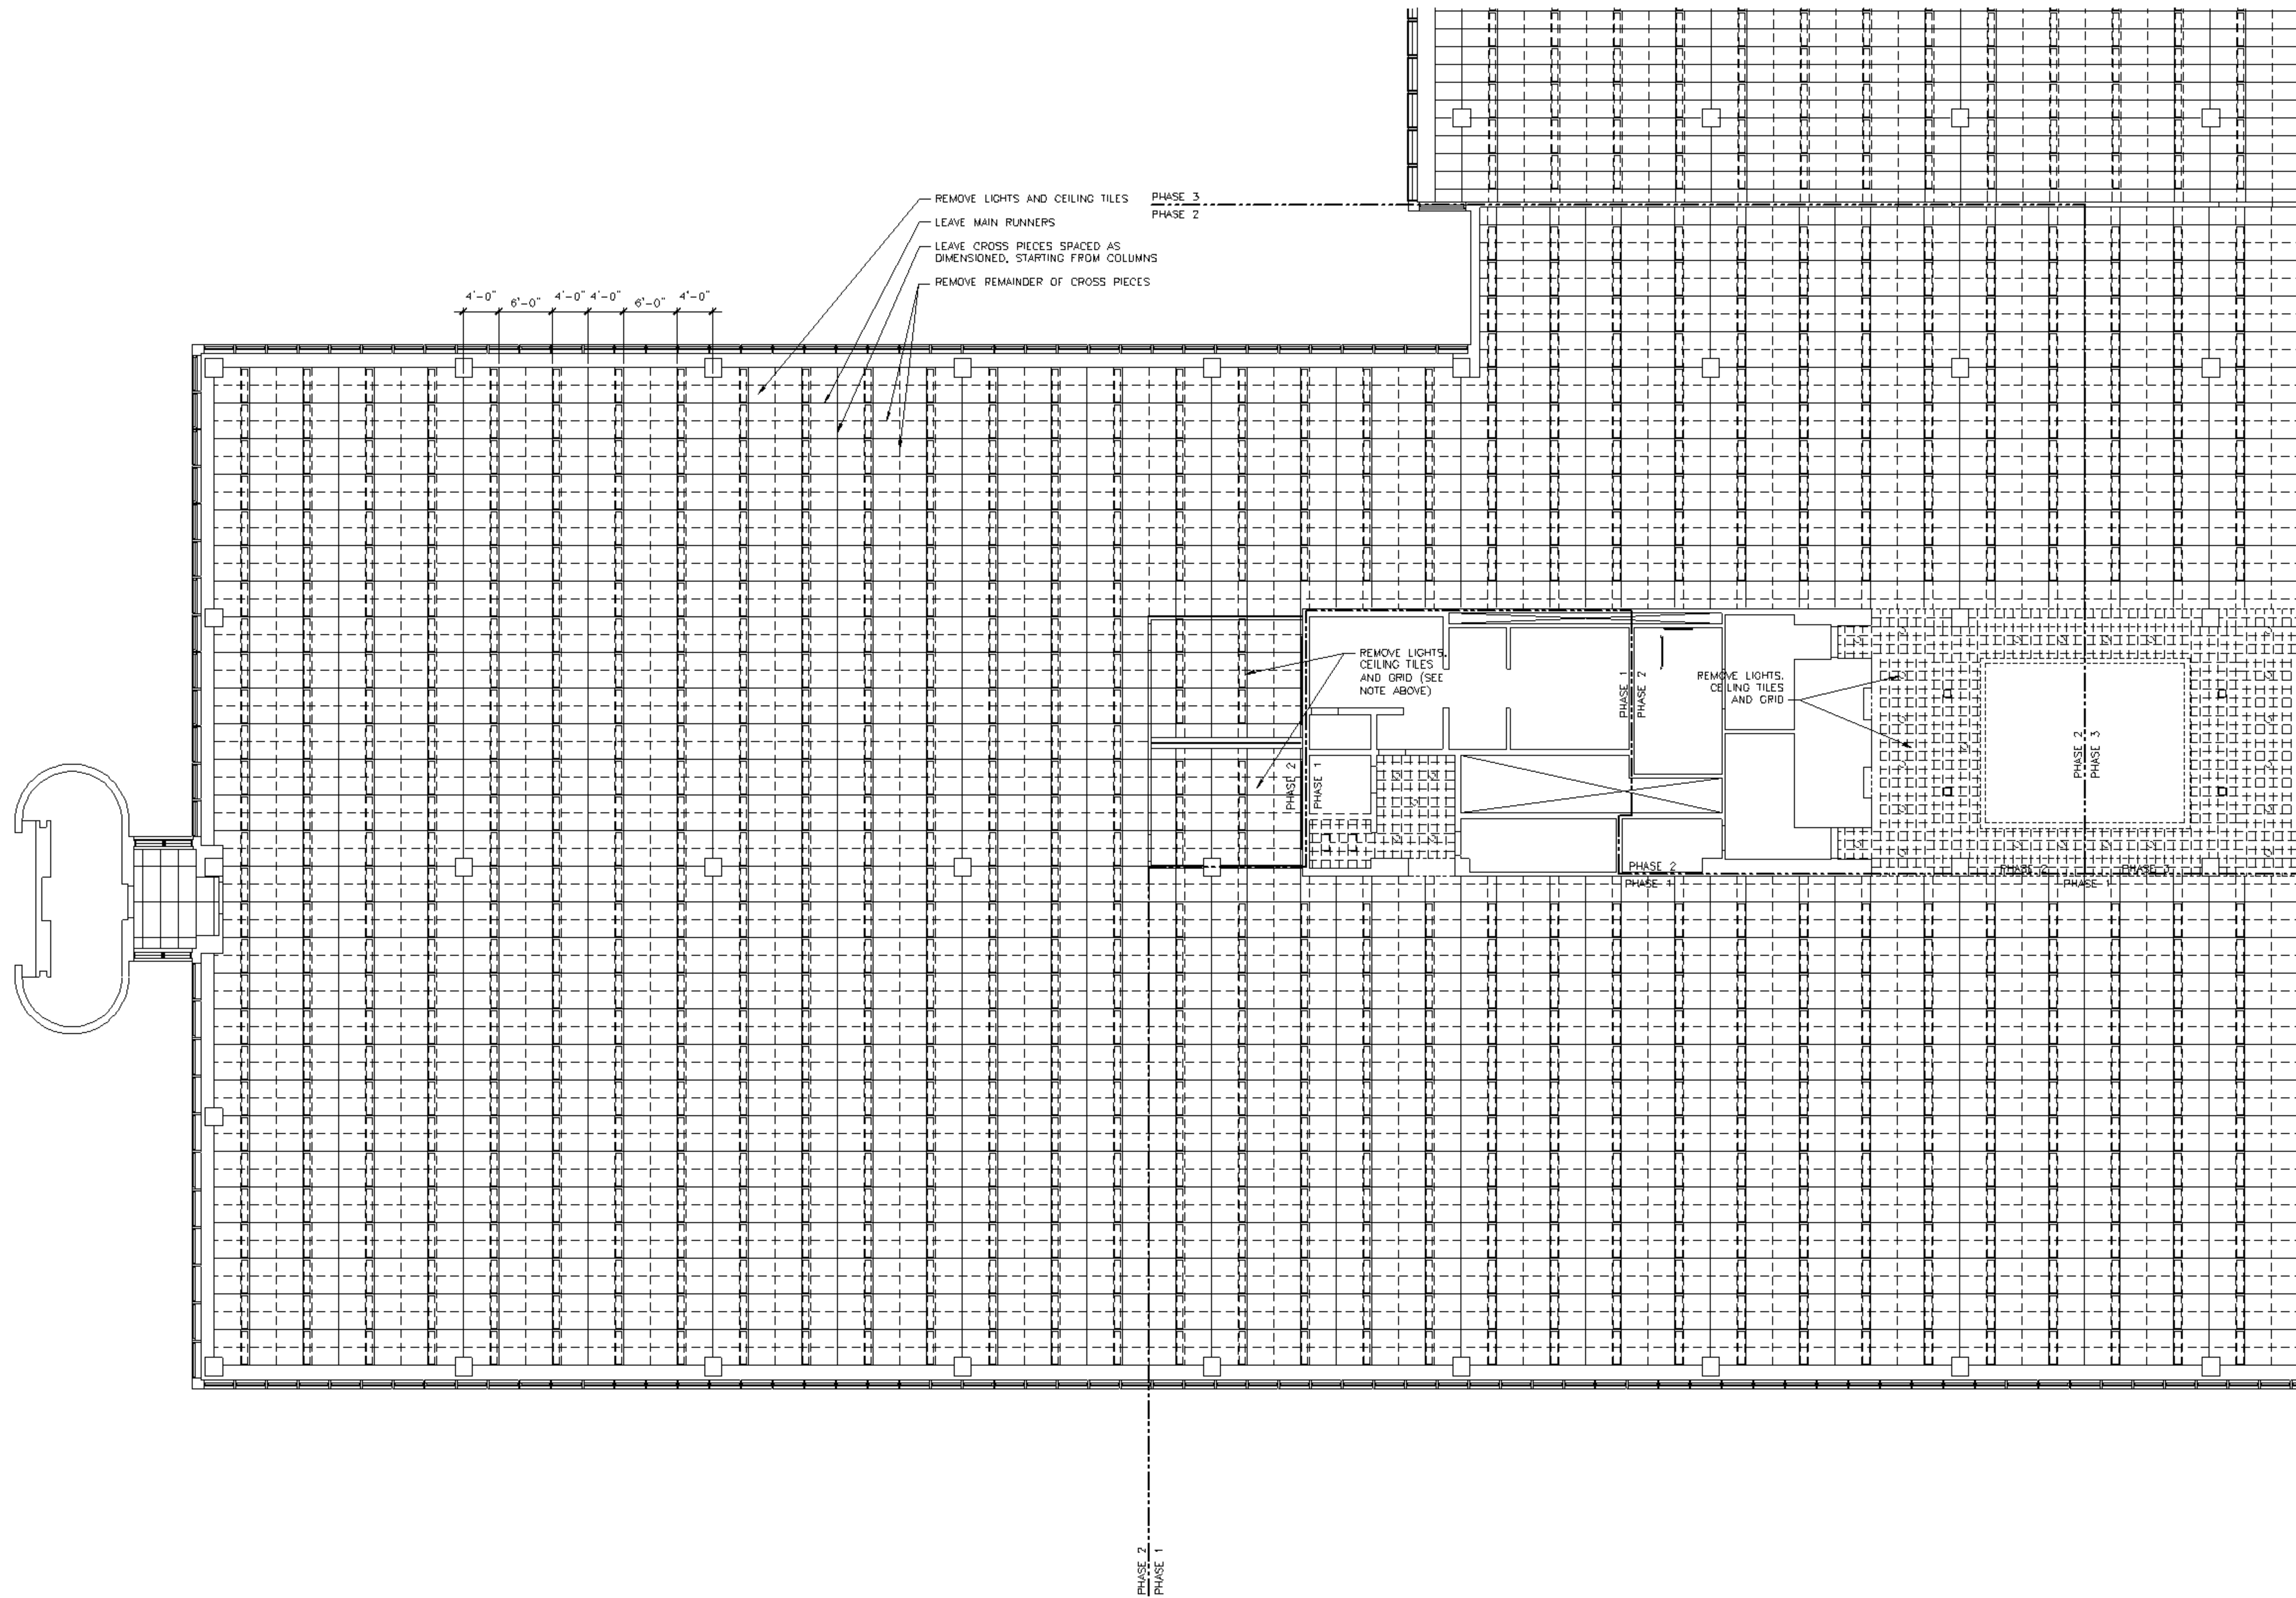 REMOVE LIGHTS AND CEILING TILES
LEAVE MAIN RUNNERS
LEAVE CROSS PIECES SPACED AS
DIMENSIONED, STARTING FROM COLUMNS
REMOVE REMAINDER OF CROSS PIECES
PHASE 3
PHASE 2
4'-0"
6'-0"
4'-0"
4'-0"
6'-0"
4'-0"
REMOVE LIGHTS,
CEILING TILES
AND GRID (SEE
NOTE ABOVE)
PHASE 1
PHASE 2
REMOVE LIGHTS,
CEILING TILES
AND GRID
PHASE 2
PHASE 3
PHASE 2
PHASE 1
PHASE 2
PHASE 1
PHASE 2
PHASE 3
PHASE 1
PHASE 2
PHASE 1